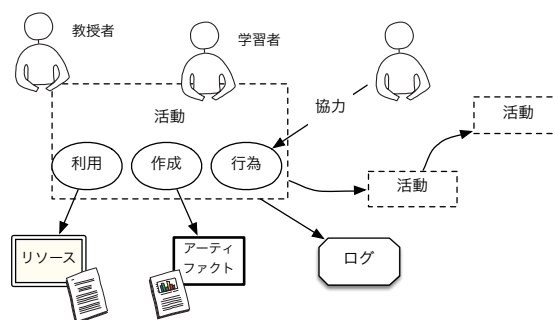 教授者
学習者
活動
協力
活動
利用
作成
行為
活動
リソース
アーティ
ファクト
ログ